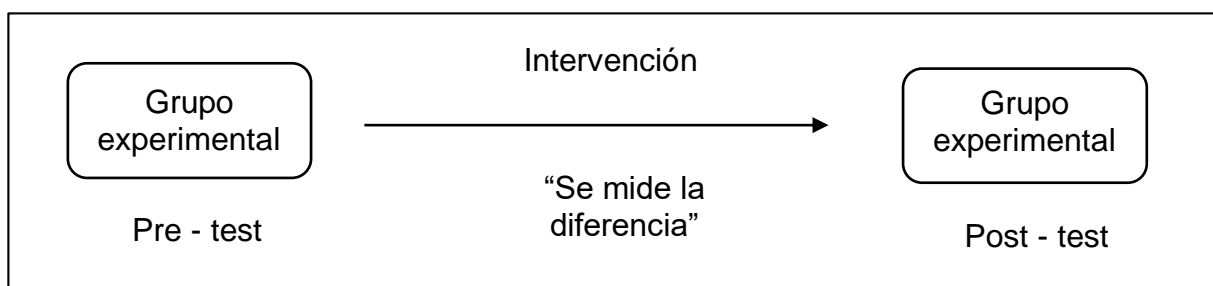 Grupo
experimental
Pre - test
Intervención
“Se mide la
diferencia”
Grupo
experimental
Post - test